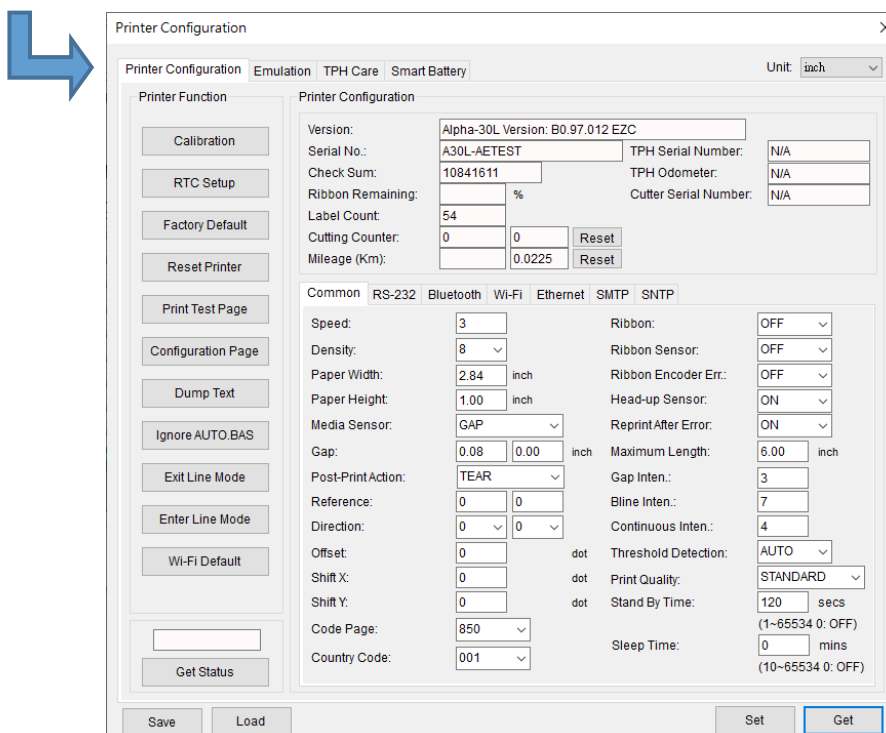 Printer Configuration
Printer Configuration Emulation TPH Care Smart Battery Unit: inch
Printer Function
Calibration
RTC Setup
Factory Default
Reset Printer
Print Test Page
Configuration Page
Dump Text
Ignore AUTO.BAS
Exit Line Mode
Enter Line Mode
Wi-Fi Default
Get Status
Printer Configuration
Version: Alpha-30L Version: B0.97.012 EZC
Serial No.: A30L-AETEST TPH Serial Number: N/A
Check Sum: 10841611 TPH Odometer: N/A
Ribbon Remaining: % Cutter Serial Number: N/A
Label Count: 54
Cutting Counter: 0 0 Reset
Mileage (Km): 0.0225 Reset
Common RS-232 Bluetooth Wi-Fi Ethernet SMTP SNTP
Speed: 3 Ribbon: OFF
Density: 8 Ribbon Sensor: OFF
Paper Width: 2.84 inch Ribbon Encoder Err.: OFF
Paper Height: 1.00 inch Head-up Sensor: ON
Media Sensor: GAP Reprint After Error: ON
Gap: 0.08 0.00 inch Maximum Length: 6.00 inch
Post-Print Action: TEAR Gap Inten.: 3
Reference: 0 0 Bline Inten.: 7
Direction: 0 0 Continuous Inten.: 4
Offset: 0 dot Threshold Detection: AUTO
Shift X: 0 dot Print Quality: STANDARD
Shift Y: 0 dot Stand By Time: 120 secs
(1~65534 0: OFF)
Code Page: 850
Sleep Time: 0 mins
Country Code: 001
(10~65534 0: OFF)
Save Load Set Get